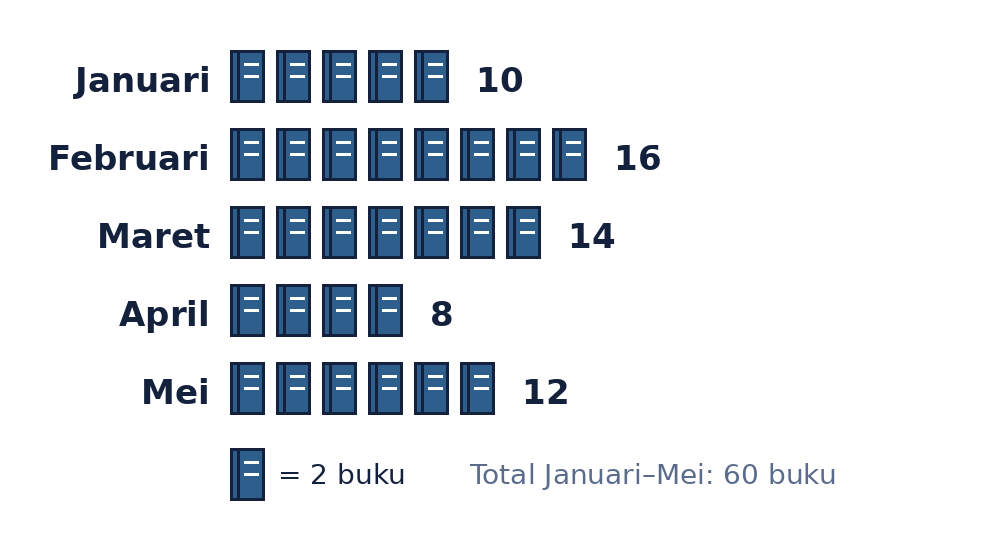 Januari 10
Februari 16
Maret 14
April 8
Mei 12
= 2 buku Total Januari–Mei: 60 buku